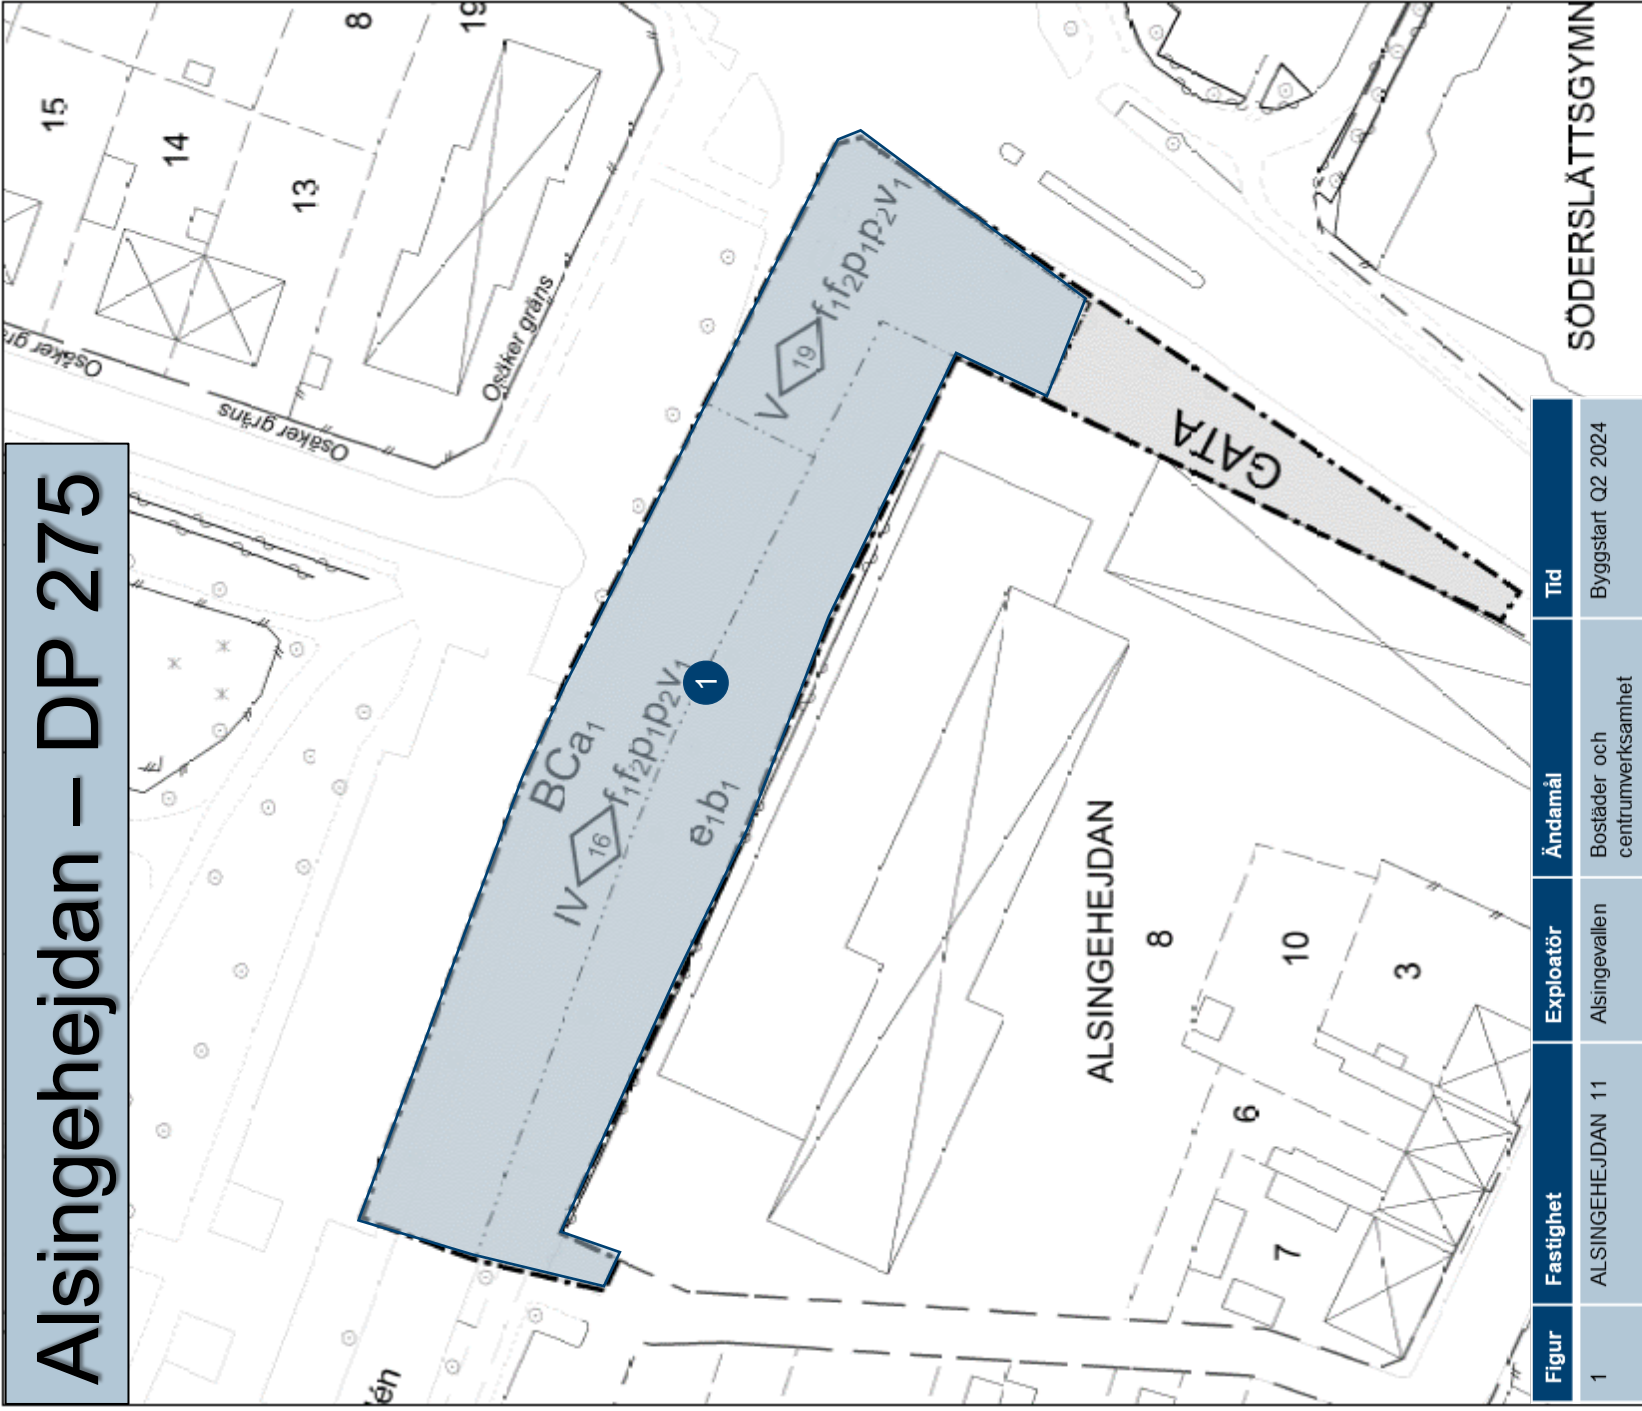 Alsingehejdan – DP 275
15
14
13
8
19
Osäker gräns
Osäker gräns
Osäker gräns
V 19 f1f2p1p2v1
BCa1
IV 16 f1f2p1p2v1
e1b1
1
GATA
SÖDERSLÄTTSGYMN
ALSINGEHEJDAN
8
10
3
6
7
én
Figur Fastighet Exploatör Ändamål Tid
1 ALSINGEHEJDAN 11 Alsingevallen Bostäder och centrumverksamhet Byggstart Q2 2024